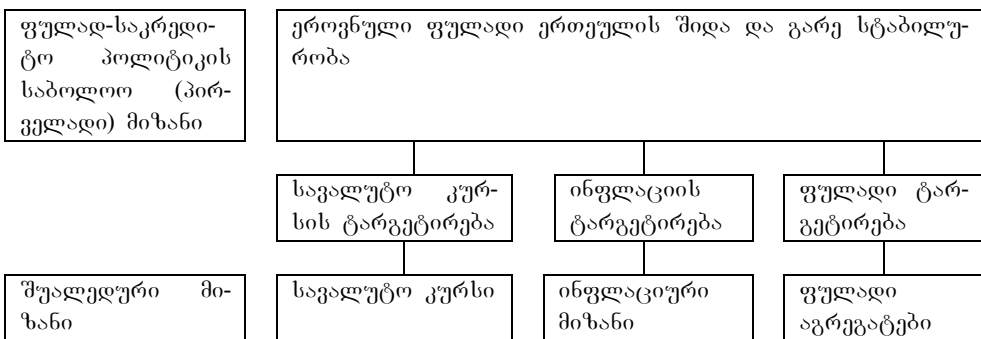 ფულად-საკრედი-
ტო პოლიტიკის
საბოლოო (პირ-
ველადი) მიზანი
ეროვნული ფულადი ერთეულის შიდა და გარე სტაბილუ-
რობა
სავალუტო კურ-
სის ტარგეტირება
ინფლაციის
ტარგეტირება
ფულადი ტარ-
გეტირება
შუალედური მი-
ზანი
სავალუტო კურსი
ინფლაციური
მიზანი
ფულადი
აგრეგატები